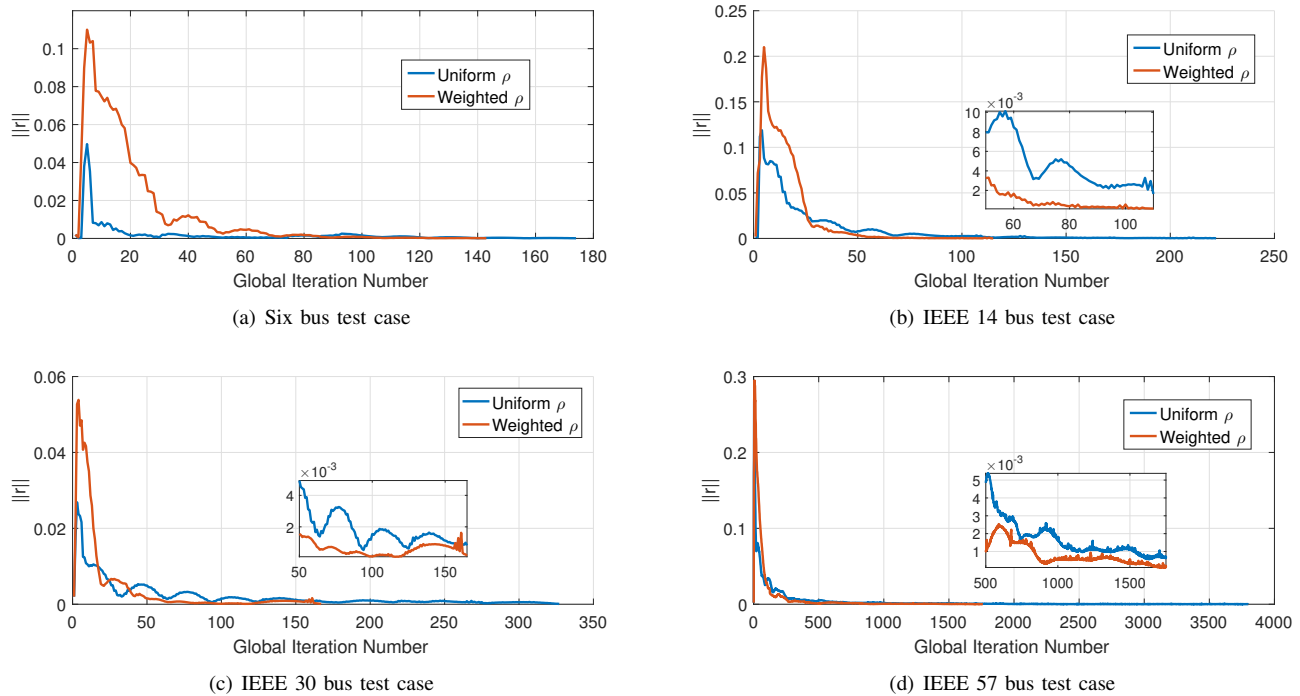 ||r||
0.1
0.08
0.06
0.04
0.02
0
0 20 40 60 80 100 120 140 160 180
Uniform ρ
Weighted ρ
Global Iteration Number
(a) Six bus test case
||r||
0.25
0.2
0.15
0.1
0.05
0
0 50 100 150 200 250
Uniform ρ
Weighted ρ
×10-3
10
8
6
4
2
60 80 100
Global Iteration Number
(b) IEEE 14 bus test case
||r||
0.06
0.04
0.02
0
0 50 100 150 200 250 300 350
Uniform ρ
Weighted ρ
×10-3
4
2
50 100 150
Global Iteration Number
(c) IEEE 30 bus test case
||r||
0.3
0.2
0.1
0
0 500 1000 1500 2000 2500 3000 3500 4000
Uniform ρ
Weighted ρ
×10-3
5
4
3
2
1
500 1000 1500
Global Iteration Number
(d) IEEE 57 bus test case